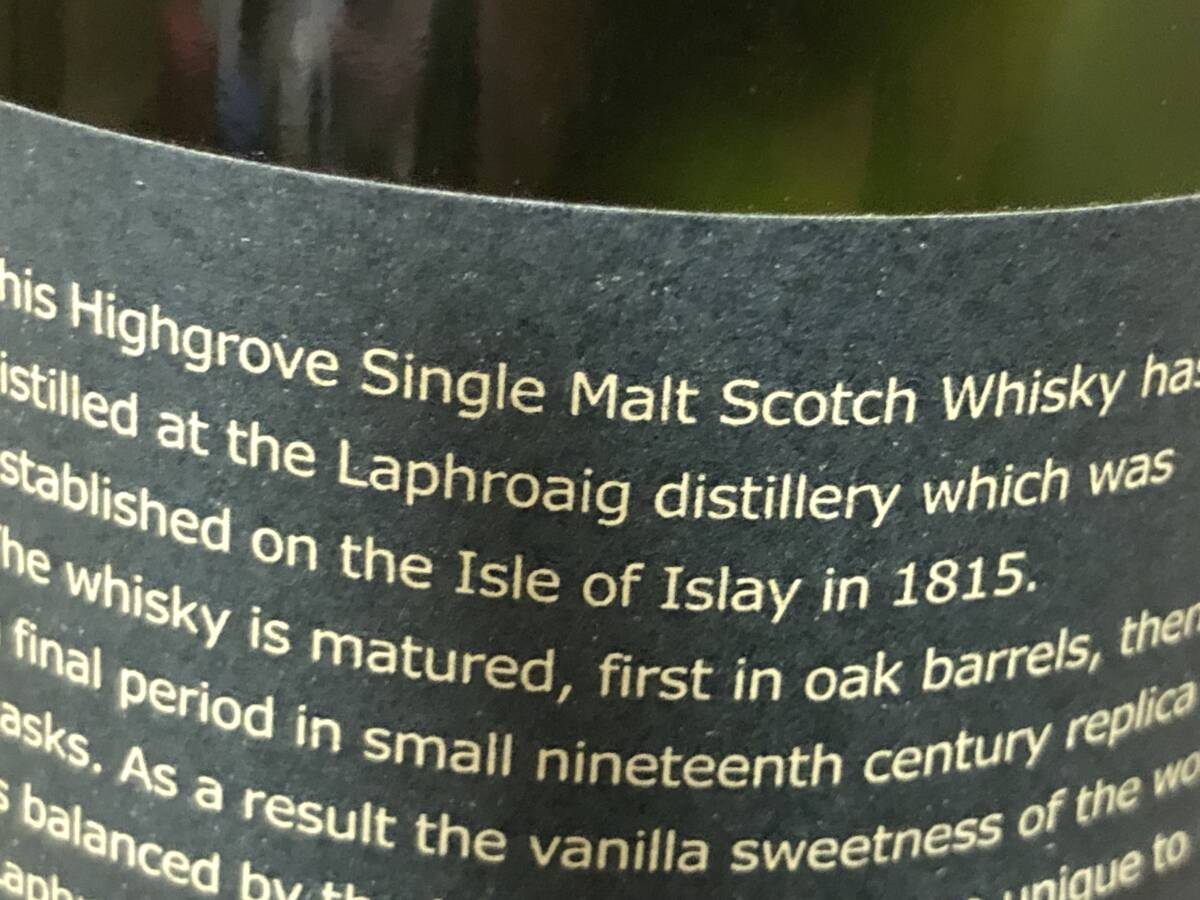 his Highgrove Single Malt Scotch Whisky has
istilled at the Laphroaig distillery which was
stablished on the Isle of Islay in 1815.
he whisky is matured, first in oak barrels, then
final period in small nineteenth century replica
asks. As a result the vanilla sweetness of the wo
s balanced by unique to